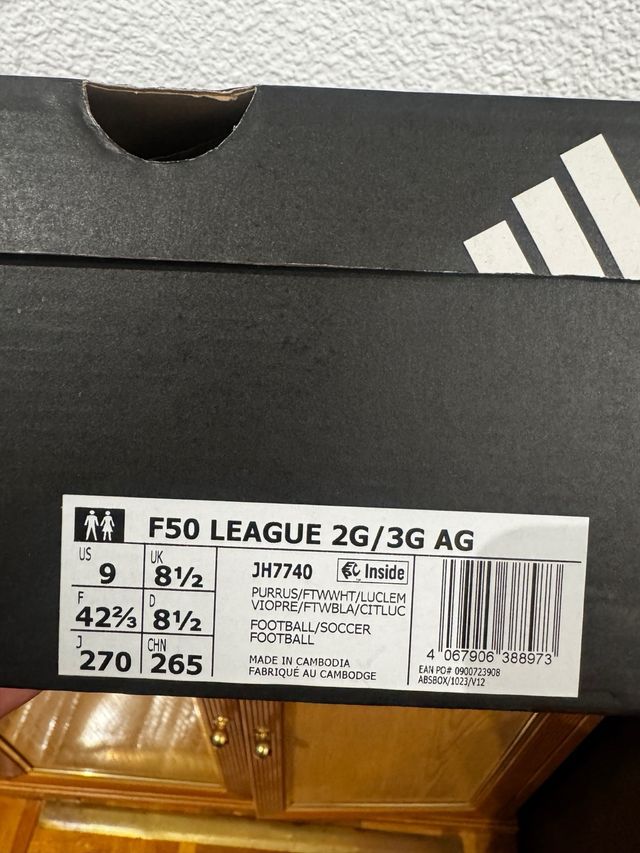 F50 LEAGUE 2G/3G AG
US 9 UK 8½
F 42⅔ D 8½
J 270 CHN 265
JH7740 Inside
PURRUS/FTWWHT/LUCLEM
VIOPRE/FTWBLA/CITLUC
FOOTBALL/SOCCER
FOOTBALL
MADE IN CAMBODIA
FABRIQUÉ AU CAMBODGE
4 067906 388973
EAN PO# 0900723908
ABSBOX/1023/V12